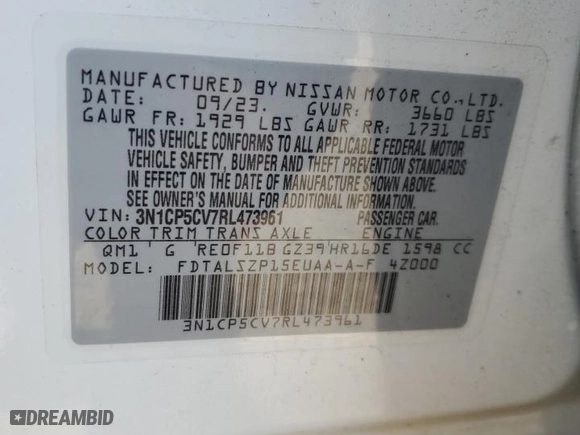 MANUFACTURED BY NISSAN MOTOR CO.,LTD.
DATE: 09/23. GVWR: 3660 LBS
GAWR FR: 1929 LBS GAWR RR: 1731 LBS
THIS VEHICLE CONFORMS TO ALL APPLICABLE FEDERAL MOTOR
VEHICLE SAFETY, BUMPER AND THEFT PREVENTION STANDARDS
IN EFFECT ON THE DATE OF MANUFACTURE SHOWN ABOVE.
SEE OWNER'S MANUAL FOR ADDITIONAL INFORMATION.
VIN: 3N1CP5CV7RL473961 PASSENGER CAR.
COLOR TRIM TRANS AXLE ENGINE
QM1 G RE0F11B GZ39 HR16DE 1598 CC
MODEL: FDTALSZP15EUAA-A-F 4Z000
3N1CP5CV7RL473961
DREAMBID